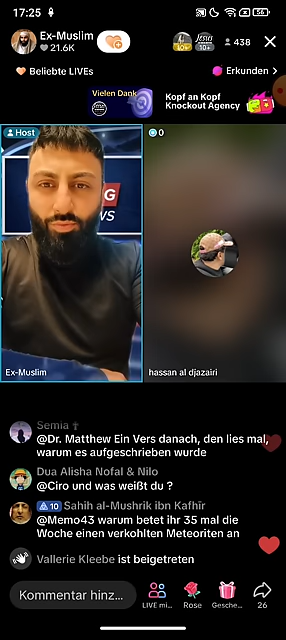 17:25
56
Ex-Muslim
21.6K
10+
438
Beliebte LIVEs
Erkunden
Vielen Dank
Kopf an Kopf
Knockout Agency
Host
0
Ex-Muslim
hassan al djazairi
Semia ✝
@Dr. Matthew Ein Vers danach, den lies mal,
warum es aufgeschrieben wurde
Dua Alisha Nofal & Nilo
@Ciro und was weißt du ?
10 Sahih al-Mushrik ibn Kafhīr
@Memo43 warum betet ihr 35 mal die
Woche einen verkohlten Meteoriten an
Vallerie Kleebe ist beigetreten
Kommentar hinz...
LIVE mi...
Rose
Gesche...
26